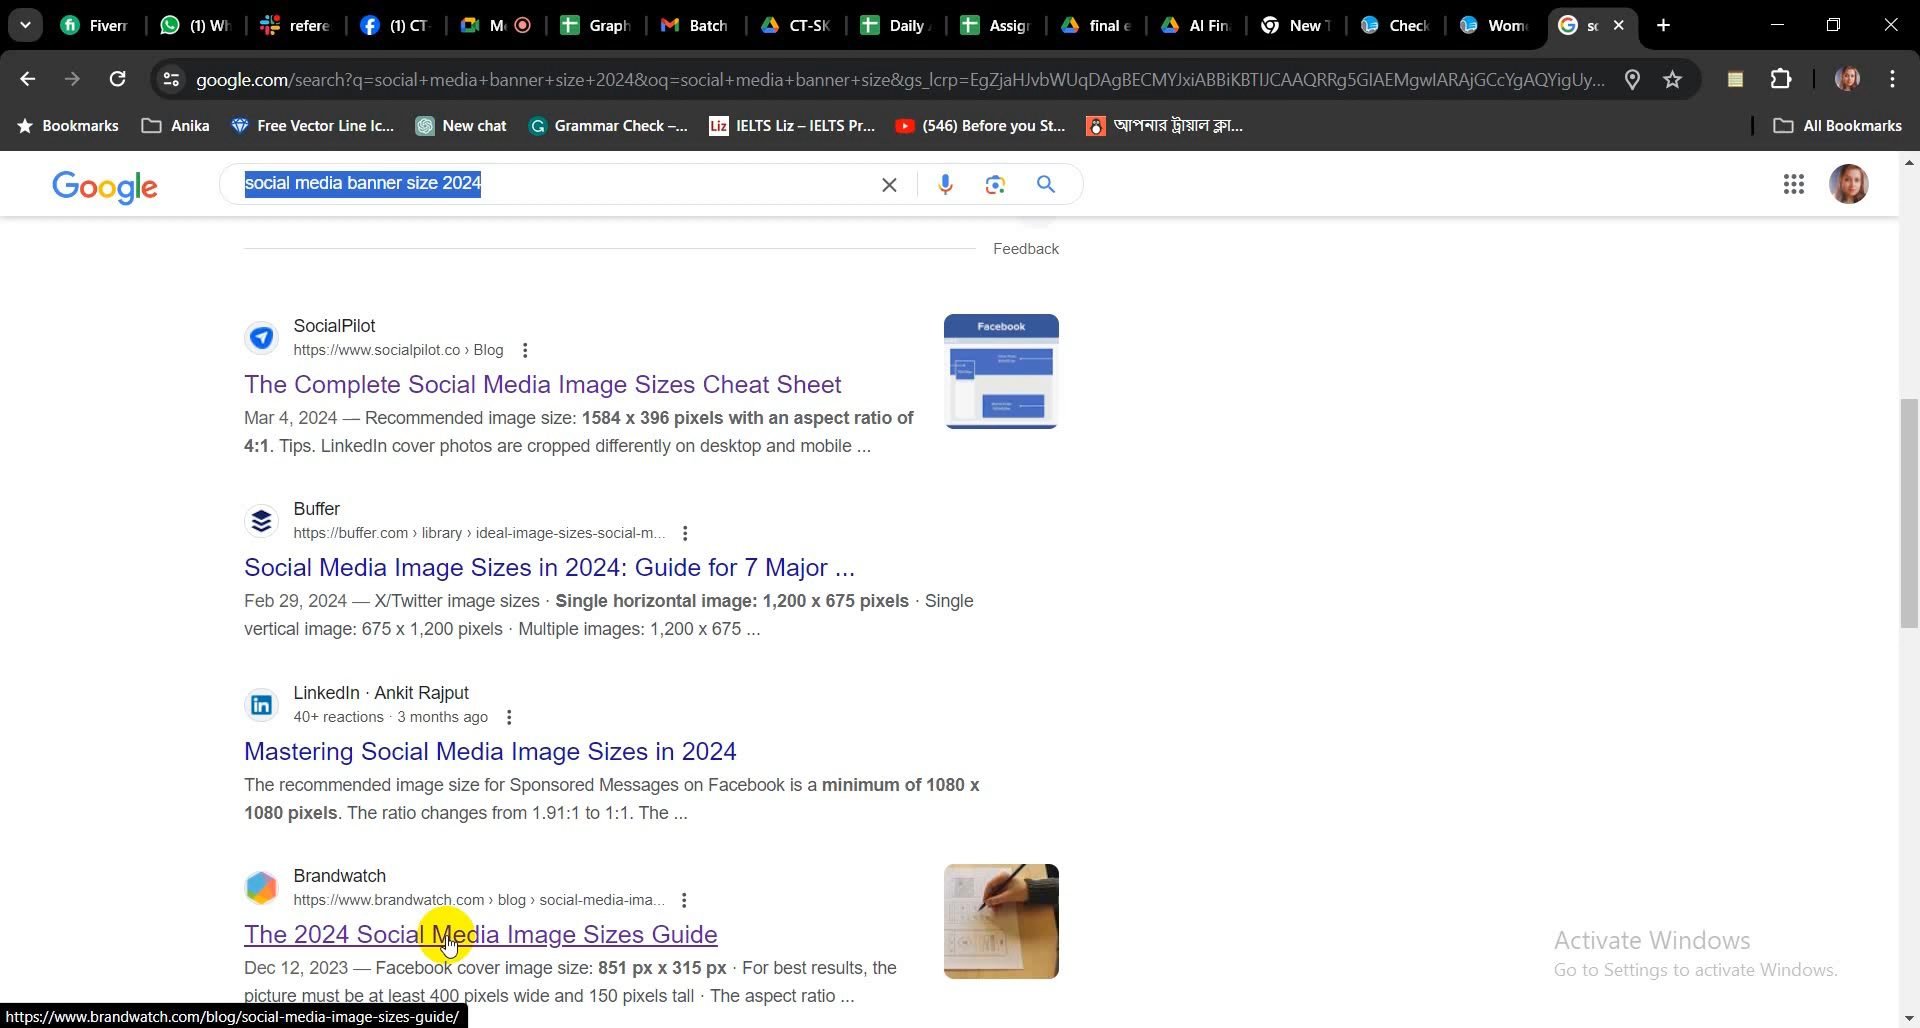 Fiverr
(1) Wh
refere
(1) CT-
M
Graph
Batch
CT-SK
Daily
Assign
final e
AI Fin
New T
Check
Wom
google.com/search?q=social+media+banner+size+2024&oq=social+media+banner+size&gs_lcrp=EgZjaHJvbWUqDAgBECMYJxiABBiKBTIJCAAQRRg5GIAEMgwIARAjGCcYgAQYigUy...
Bookmarks
Anika
Free Vector Line Ic...
New chat
Grammar Check –...
Liz
IELTS Liz – IELTS Pr...
(546) Before you St...
আপনার ট্রায়াল ক্লা...
All Bookmarks
Google
social media banner size 2024
Feedback
SocialPilot
https://www.socialpilot.co › Blog
The Complete Social Media Image Sizes Cheat Sheet
Mar 4, 2024 — Recommended image size: 1584 x 396 pixels with an aspect ratio of
4:1. Tips. LinkedIn cover photos are cropped differently on desktop and mobile ...
Facebook
Buffer
https://buffer.com › library › ideal-image-sizes-social-m...
Social Media Image Sizes in 2024: Guide for 7 Major ...
Feb 29, 2024 — X/Twitter image sizes · Single horizontal image: 1,200 x 675 pixels · Single
vertical image: 675 x 1,200 pixels · Multiple images: 1,200 x 675 ...
LinkedIn · Ankit Rajput
40+ reactions · 3 months ago
Mastering Social Media Image Sizes in 2024
The recommended image size for Sponsored Messages on Facebook is a minimum of 1080 x
1080 pixels. The ratio changes from 1.91:1 to 1:1. The ...
Brandwatch
https://www.brandwatch.com › blog › social-media-ima...
The 2024 Social Media Image Sizes Guide
Dec 12, 2023 — Facebook cover image size: 851 px x 315 px · For best results, the
picture must be at least 400 pixels wide and 150 pixels tall · The aspect ratio ...
Activate Windows
Go to Settings to activate Windows.
https://www.brandwatch.com/blog/social-media-image-sizes-guide/